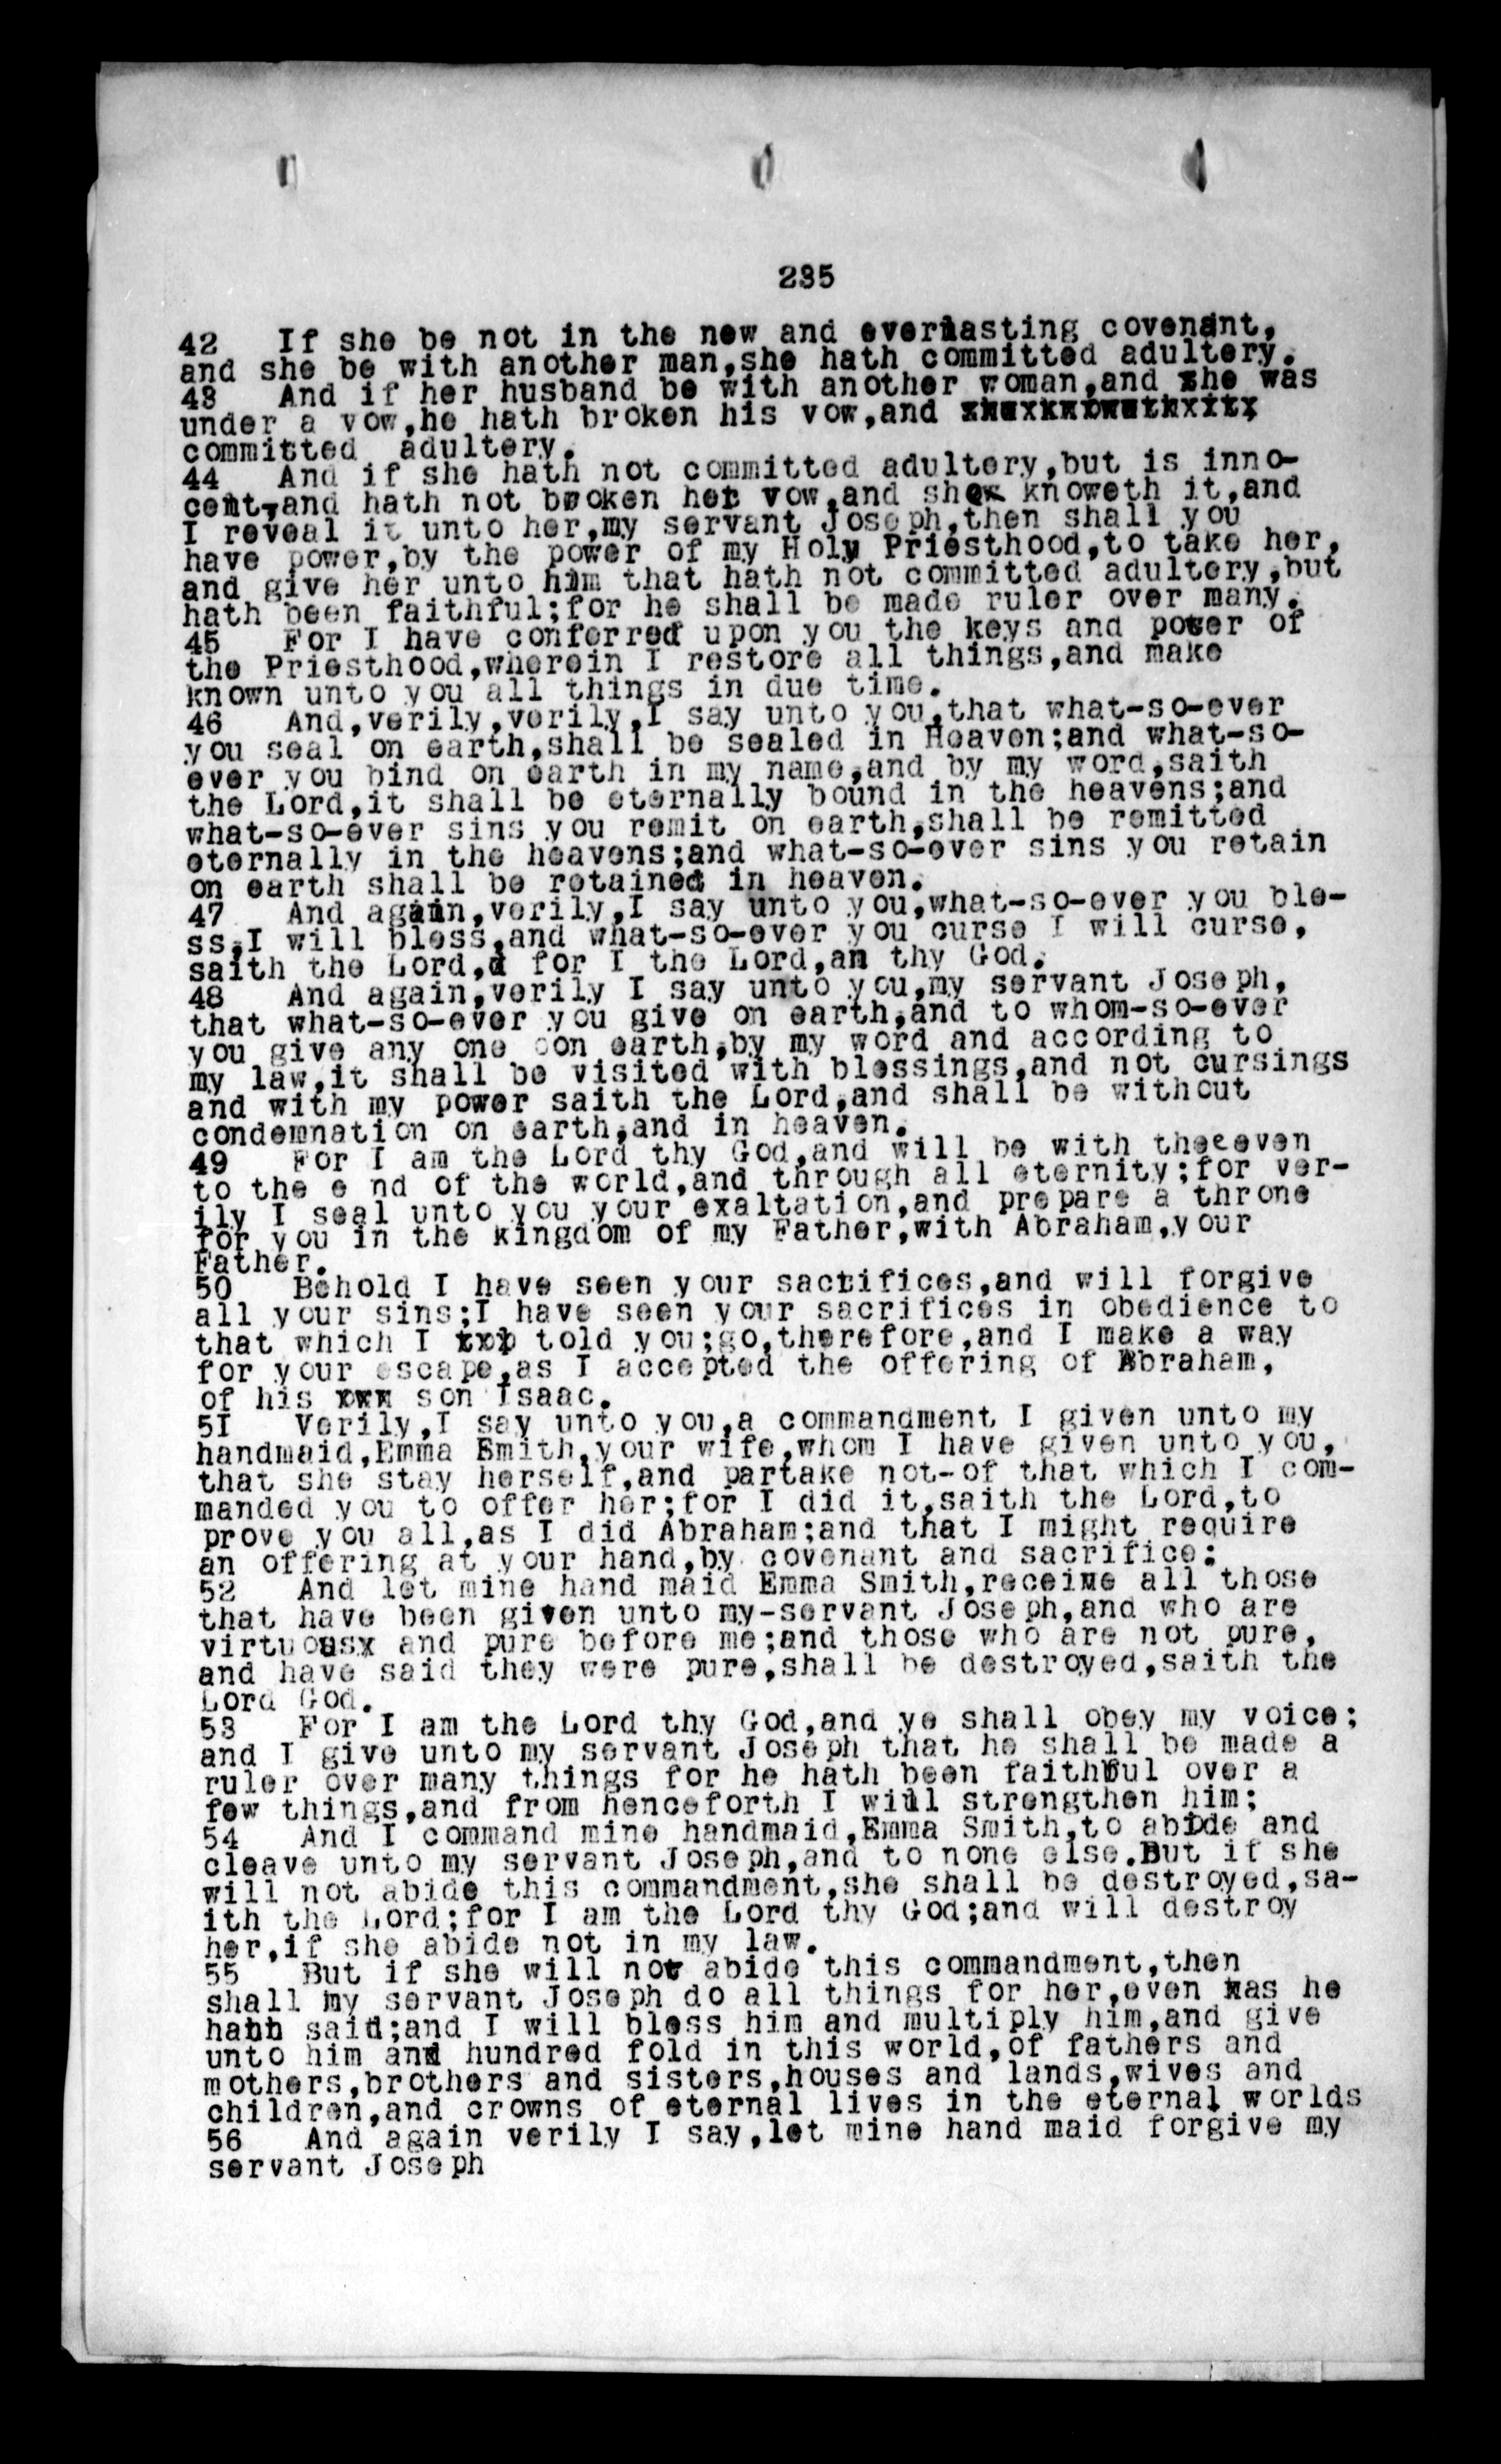 235
42 If she be not in the new and everlasting covenant,
and she be with another man,she hath committed adultery.
43 And if her husband be with another woman,and she was
under a vow,he hath broken his vow,and
committed adultery.
44 And if she hath not committed adultery,but is inno-
cent,and hath not broken her vow,and she knoweth it,and
I reveal it unto her,my servant Joseph,then shall you
have power,by the power of my Holy Priesthood,to take her,
and give her unto him that hath not committed adultery,but
hath been faithful;for he shall be made ruler over many.
45 For I have conferred upon you the keys and power of
the Priesthood,wherein I restore all things,and make
known unto you all things in due time.
46 And,verily,verily,I say unto you,that what-so-ever
you seal on earth,shall be sealed in Heaven;and what-so-
ever you bind on earth in my name,and by my word,saith
the Lord,it shall be eternally bound in the heavens;and
what-so-ever sins you remit on earth,shall be remitted
eternally in the heavens;and what-so-ever sins you retain
on earth shall be retained in heaven.
47 And again,verily,I say unto you,what-so-ever you ble-
ss,I will bless,and what-so-ever you curse I will curse,
saith the Lord, for I the Lord,am thy God.
48 And again,verily I say unto you,my servant Joseph,
that what-so-ever you give on earth,and to whom-so-ever
you give any one oon earth,by my word and according to
my law,it shall be visited with blessings,and not cursings
and with my power saith the Lord,and shall be without
condemnation on earth,and in heaven.
49 For I am the Lord thy God,and will be with thee even
to the e nd of the world,and through all eternity;for ver-
ily I seal unto you your exaltation,and prepare a throne
for you in the kingdom of my Father,with Abraham,your
Father.
50 Behold I have seen your sacrifices,and will forgive
all your sins;I have seen your sacrifices in obedience to
that which I told you;go,therefore,and I make a way
for your escape,as I accepted the offering of Abraham,
of his son Isaac.
51 Verily,I say unto you,a commandment I given unto my
handmaid,Emma Smith,your wife,whom I have given unto you,
that she stay herself,and partake not-of that which I com-
manded you to offer her;for I did it,saith the Lord,to
prove you all,as I did Abraham;and that I might require
an offering at your hand,by covenant and sacrifice:
52 And let mine hand maid Emma Smith,receive all those
that have been given unto my-servant Joseph,and who are
virtuous and pure before me;and those who are not pure,
and have said they were pure,shall be destroyed,saith the
Lord God.
53 For I am the Lord thy God,and ye shall obey my voice;
and I give unto my servant Joseph that he shall be made a
ruler over many things for he hath been faithful over a
few things,and from henceforth I will strengthen him;
54 And I command mine handmaid,Emma Smith,to abide and
cleave unto my servant Joseph,and to none else.But if she
will not abide this commandment,she shall be destroyed,sa-
ith the Lord;for I am the Lord thy God;and will destroy
her,if she abide not in my law.
55 But if she will not abide this commandment,then
shall my servant Joseph do all things for her,even as he
hath said;and I will bless him and multiply him,and give
unto him an hundred fold in this world,of fathers and
mothers,brothers and sisters,houses and lands,wives and
children,and crowns of eternal lives in the eternal worlds
56 And again verily I say,let mine hand maid forgive my
servant Joseph